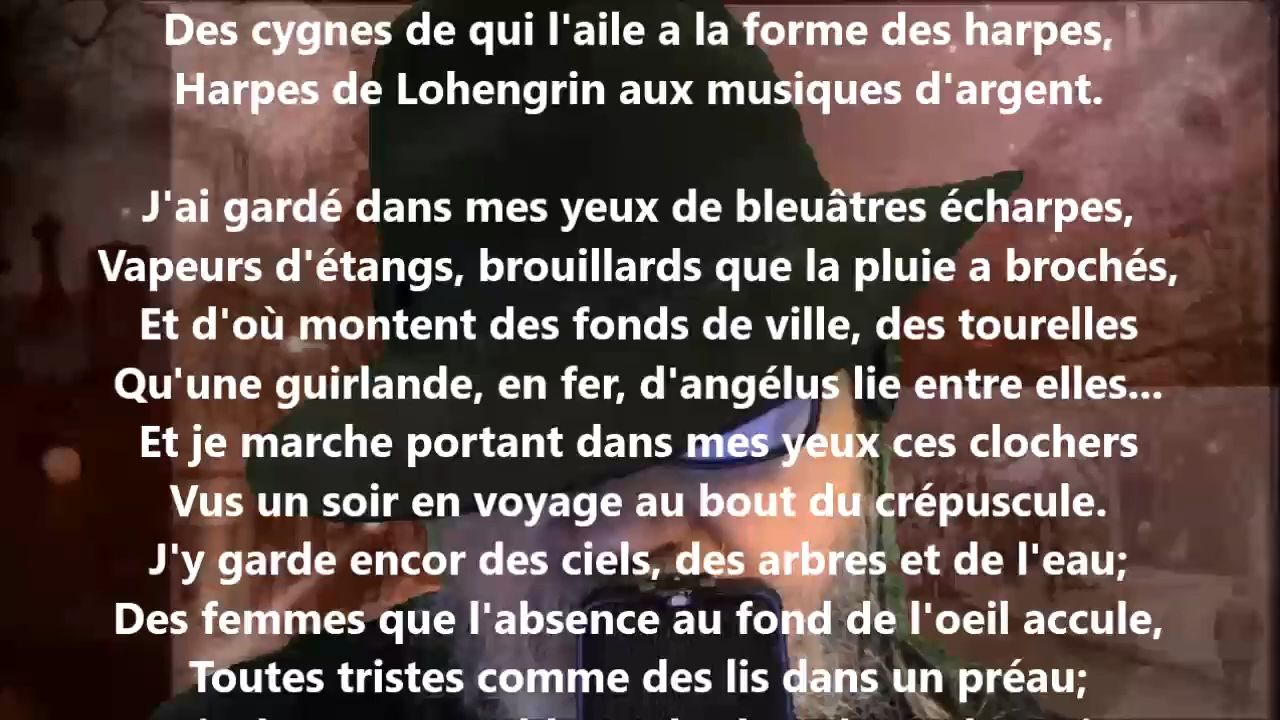 Des cygnes de qui l'aile a la forme des harpes,
Harpes de Lohengrin aux musiques d'argent.
J'ai gardé dans mes yeux de bleuâtres écharpes,
Vapeurs d'étangs, brouillards que la pluie a brochés,
Et d'où montent des fonds de ville, des tourelles
Qu'une guirlande, en fer, d'angélus lie entre elles...
Et je marche portant dans mes yeux ces clochers
Vus un soir en voyage au bout du crépuscule.
J'y garde encor des ciels, des arbres et de l'eau;
Des femmes que l'absence au fond de l'oeil accule,
Toutes tristes comme des lis dans un préau;